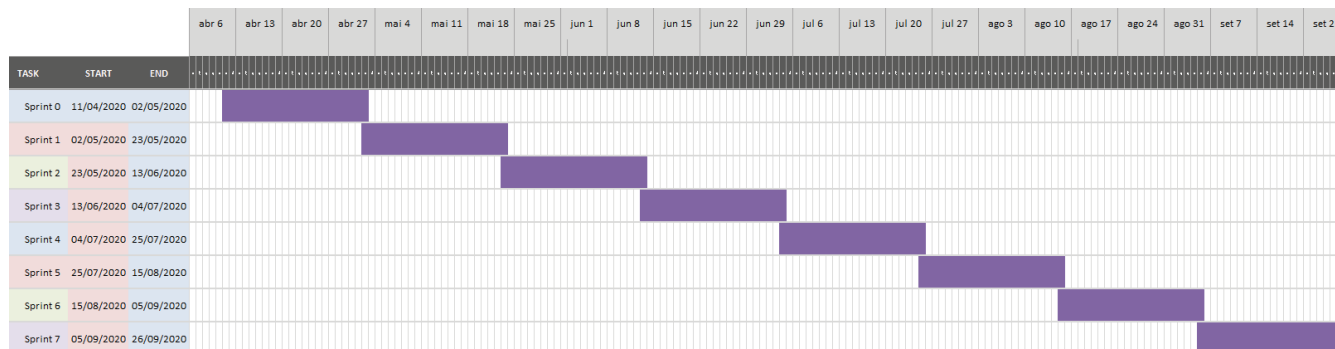 abr 6 abr 13 abr 20 abr 27 mai 4 mai 11 mai 18 mai 25 jun 1 jun 8 jun 15 jun 22 jun 29 jul 6 jul 13 jul 20 jul 27 ago 3 ago 10 ago 17 ago 24 ago 31 set 7 set 14 set 2
TASK START END
Sprint 0 11/04/2020 02/05/2020
Sprint 1 02/05/2020 23/05/2020
Sprint 2 23/05/2020 13/06/2020
Sprint 3 13/06/2020 04/07/2020
Sprint 4 04/07/2020 25/07/2020
Sprint 5 25/07/2020 15/08/2020
Sprint 6 15/08/2020 05/09/2020
Sprint 7 05/09/2020 26/09/2020